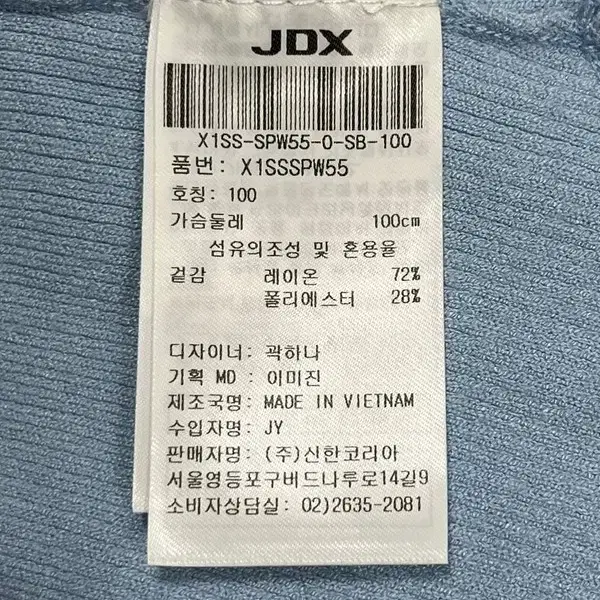 JDX
X1SS-SPW55-0-SB-100
품번: X1SSSPW55
호칭: 100
가슴둘레 100cm
섬유의조성 및 혼용율
겉감 레이온 72%
폴리에스터 28%
디자이너: 곽하나
기획 MD : 이미진
제조국명: MADE IN VIETNAM
수입자명: JY
판매자명: (주)신한코리아
서울영등포구버드나루로14길9
소비자상담실: 02)2635-2081